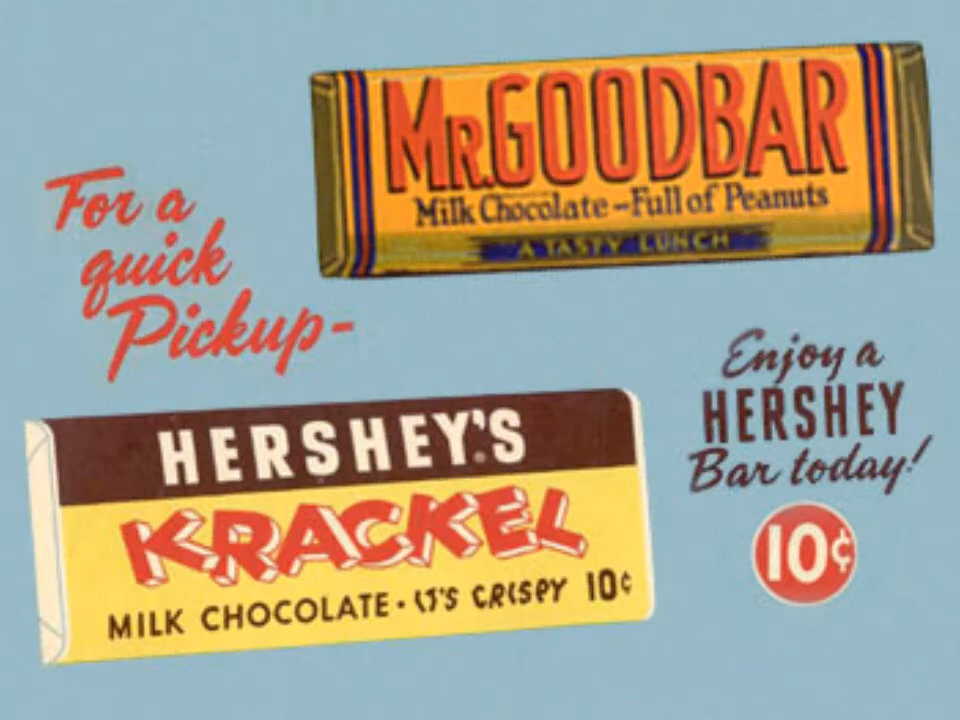 MR. GOODBAR
Milk Chocolate - Full of Peanuts
A TASTY LUNCH
For a
quick
Pickup-
Enjoy a
HERSHEY
Bar today!
10¢
HERSHEY'S
KRACKEL
MILK CHOCOLATE - IT'S CRISPY 10¢